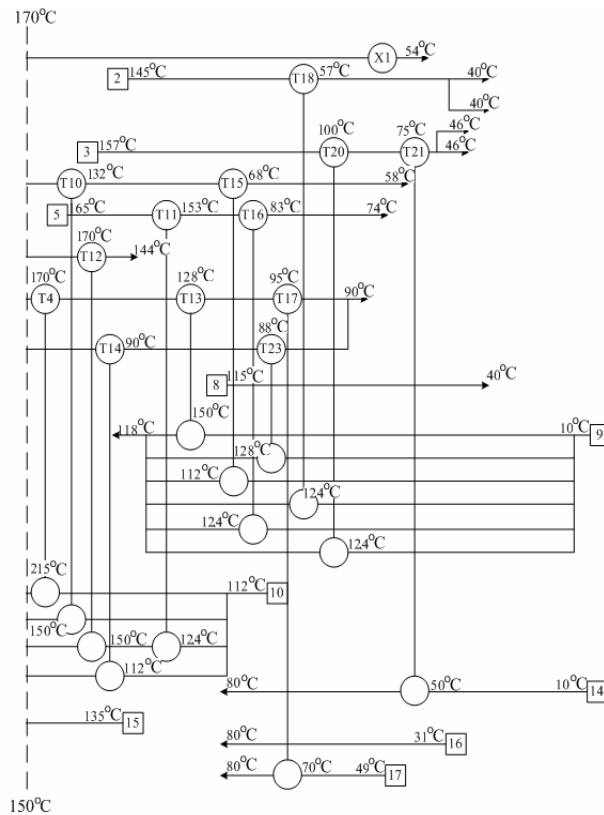 170°C
X1 54°C
2 145°C T18 57°C 40°C
40°C
3 157°C 100°C T20 75°C T21 46°C
46°C
T10 132°C T15 68°C 58°C
5 165°C T11 153°C T16 83°C 74°C
170°C T12 144°C
170°C T4 128°C T13 95°C T17 90°C
T14 90°C 88°C T23
8 115°C 40°C
118°C 150°C 10°C 9
128°C
112°C
124°C
124°C
124°C
215°C 112°C 10
150°C
150°C 124°C
112°C
80°C 50°C 10°C 14
135°C 15
80°C 31°C 16
80°C 70°C 49°C 17
150°C